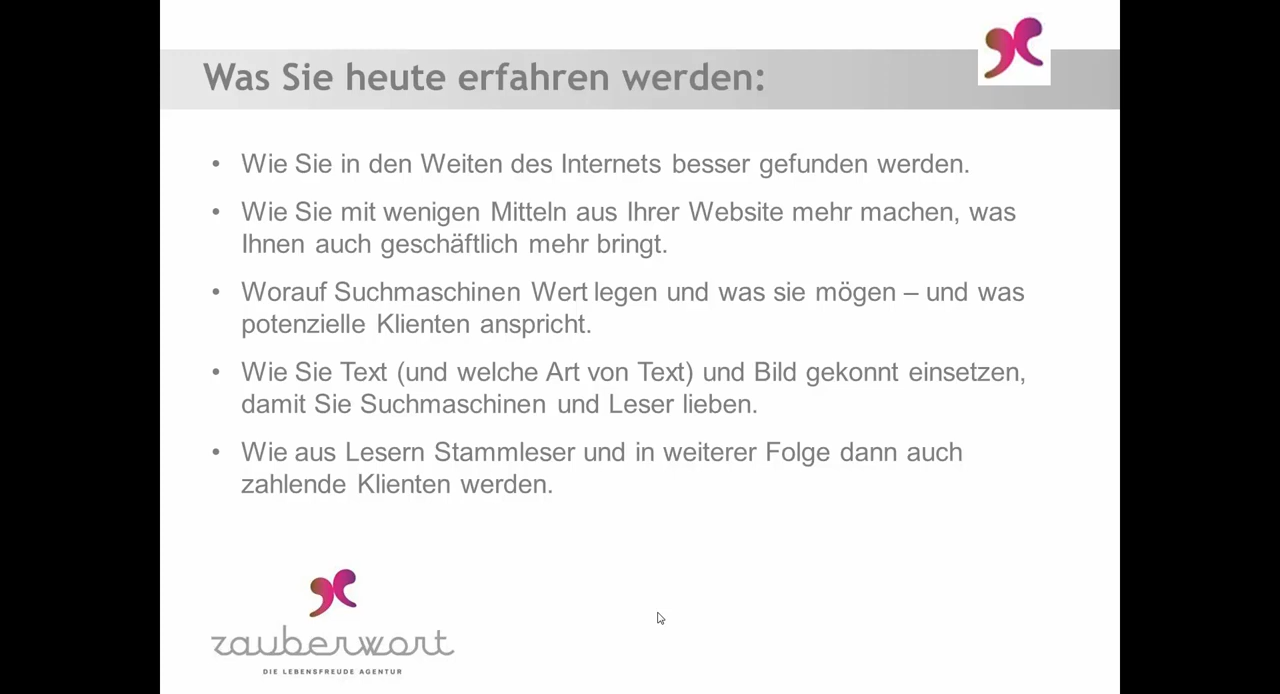 Was Sie heute erfahren werden:
• Wie Sie in den Weiten des Internets besser gefunden werden.
• Wie Sie mit wenigen Mitteln aus Ihrer Website mehr machen, was
Ihnen auch geschäftlich mehr bringt.
• Worauf Suchmaschinen Wert legen und was sie mögen – und was
potenzielle Klienten anspricht.
• Wie Sie Text (und welche Art von Text) und Bild gekonnt einsetzen,
damit Sie Suchmaschinen und Leser lieben.
• Wie aus Lesern Stammleser und in weiterer Folge dann auch
zahlende Klienten werden.
zauberwort
DIE LEBENSFREUDE AGENTUR